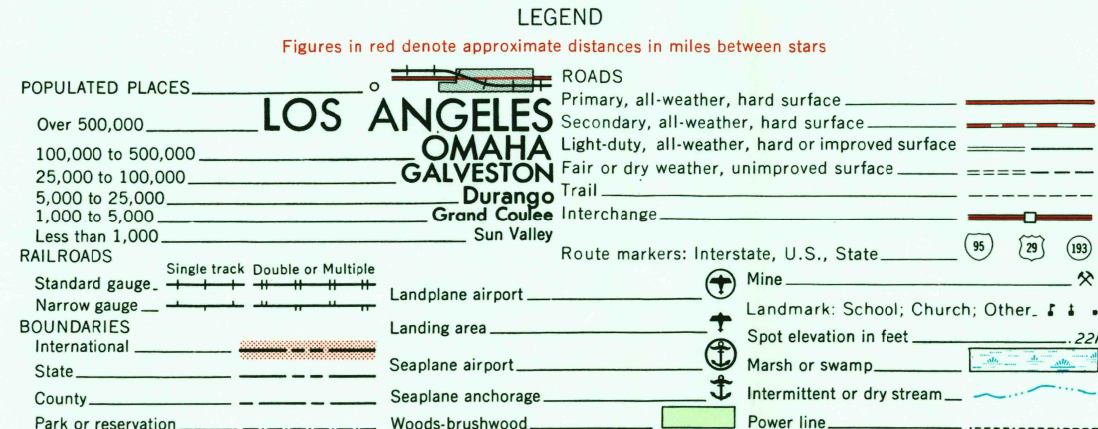 LEGEND
Figures in red denote approximate distances in miles between stars
POPULATED PLACES
Over 500,000 LOS ANGELES
100,000 to 500,000 OMAHA
25,000 to 100,000 GALVESTON
5,000 to 25,000 Durango
1,000 to 5,000 Grand Coulee
Less than 1,000 Sun Valley
RAILROADS
Single track Double or Multiple
Standard gauge
Narrow gauge
BOUNDARIES
International
State
County
Park or reservation
Landplane airport
Landing area
Seaplane airport
Seaplane anchorage
Woods-brushwood
ROADS
Primary, all-weather, hard surface
Secondary, all-weather, hard surface
Light-duty, all-weather, hard or improved surface
Fair or dry weather, unimproved surface
Trail
Interchange
Route markers: Interstate, U.S., State 95 29 193
Mine
Landmark: School; Church; Other
Spot elevation in feet
Marsh or swamp
Intermittent or dry stream
Power line